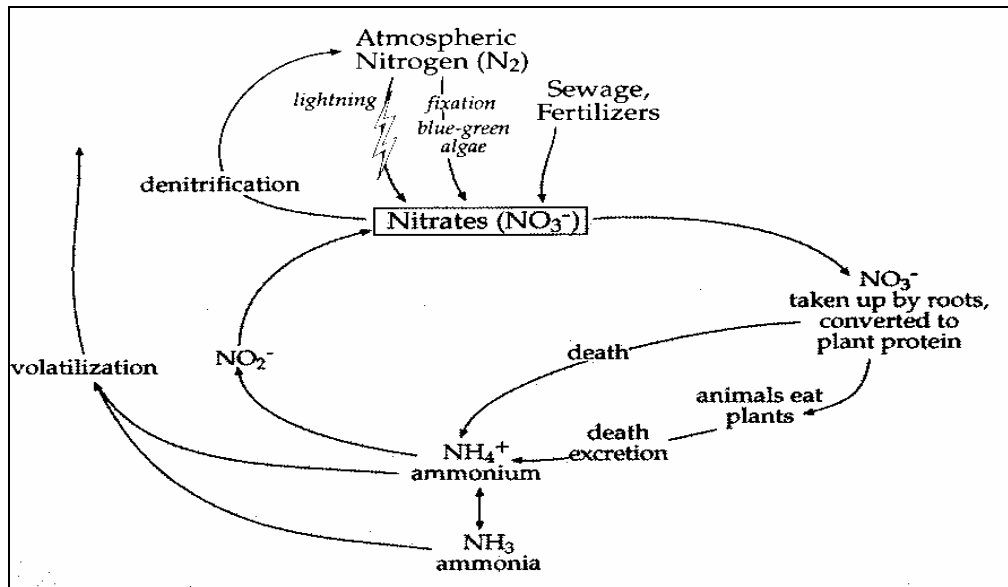 Atmospheric
Nitrogen (N₂)
lightning
fixation
blue-green
algae
Sewage,
Fertilizers
denitrification
Nitrates (NO₃⁻)
NO₃⁻
taken up by roots,
converted to
plant protein
death
volatilization
NO₂⁻
animals eat
plants
death
excretion
NH₄⁺
ammonium
NH₃
ammonia